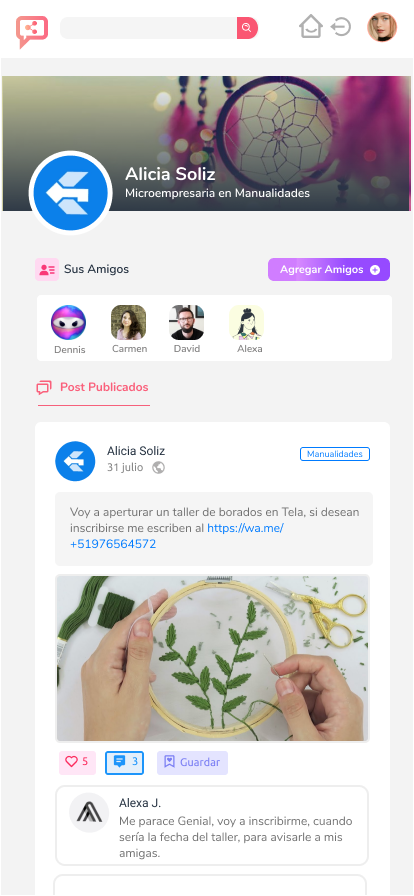 Alicia Soliz
Microempresaria en Manualidades
Sus Amigos
Agregar Amigos
Dennis
Carmen
David
Alexa
Post Publicados
Alicia Soliz
31 julio
Manualidades
Voy a aperturar un taller de borados en Tela, si desean
inscribirse me escriben al https://wa.me/
+51976564572
5
3
Guardar
Alexa J.
Me parace Genial, voy a inscribirme, cuando
sería la fecha del taller, para avisarle a mis
amigas.